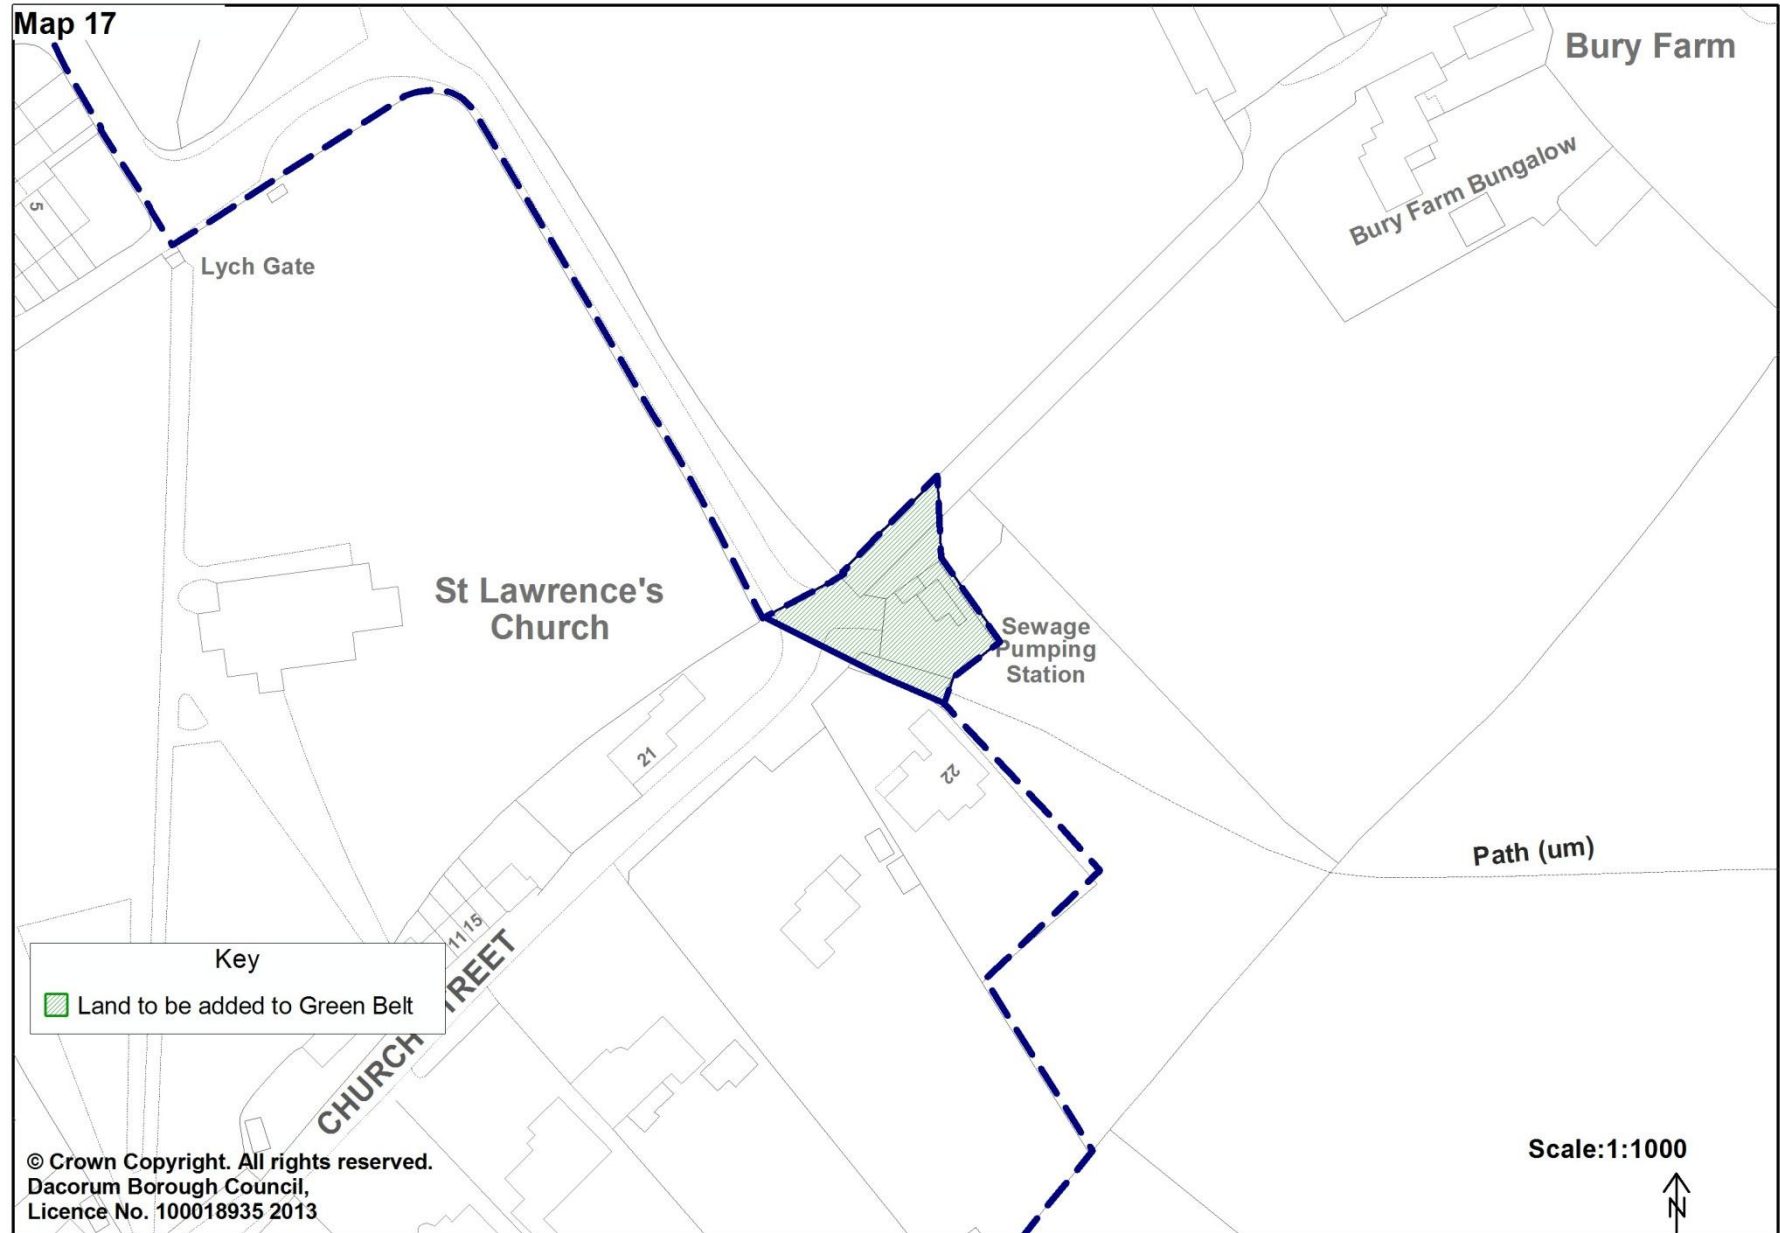 Map 17
Bury Farm
Bury Farm Bungalow
5
Lych Gate
St Lawrence's
Church
Sewage
Pumping
Station
21
22
Path (um)
11 15
Key
Land to be added to Green Belt
CHURCH TREET
Scale:1:1000
N
© Crown Copyright. All rights reserved.
Dacorum Borough Council,
Licence No. 100018935 2013